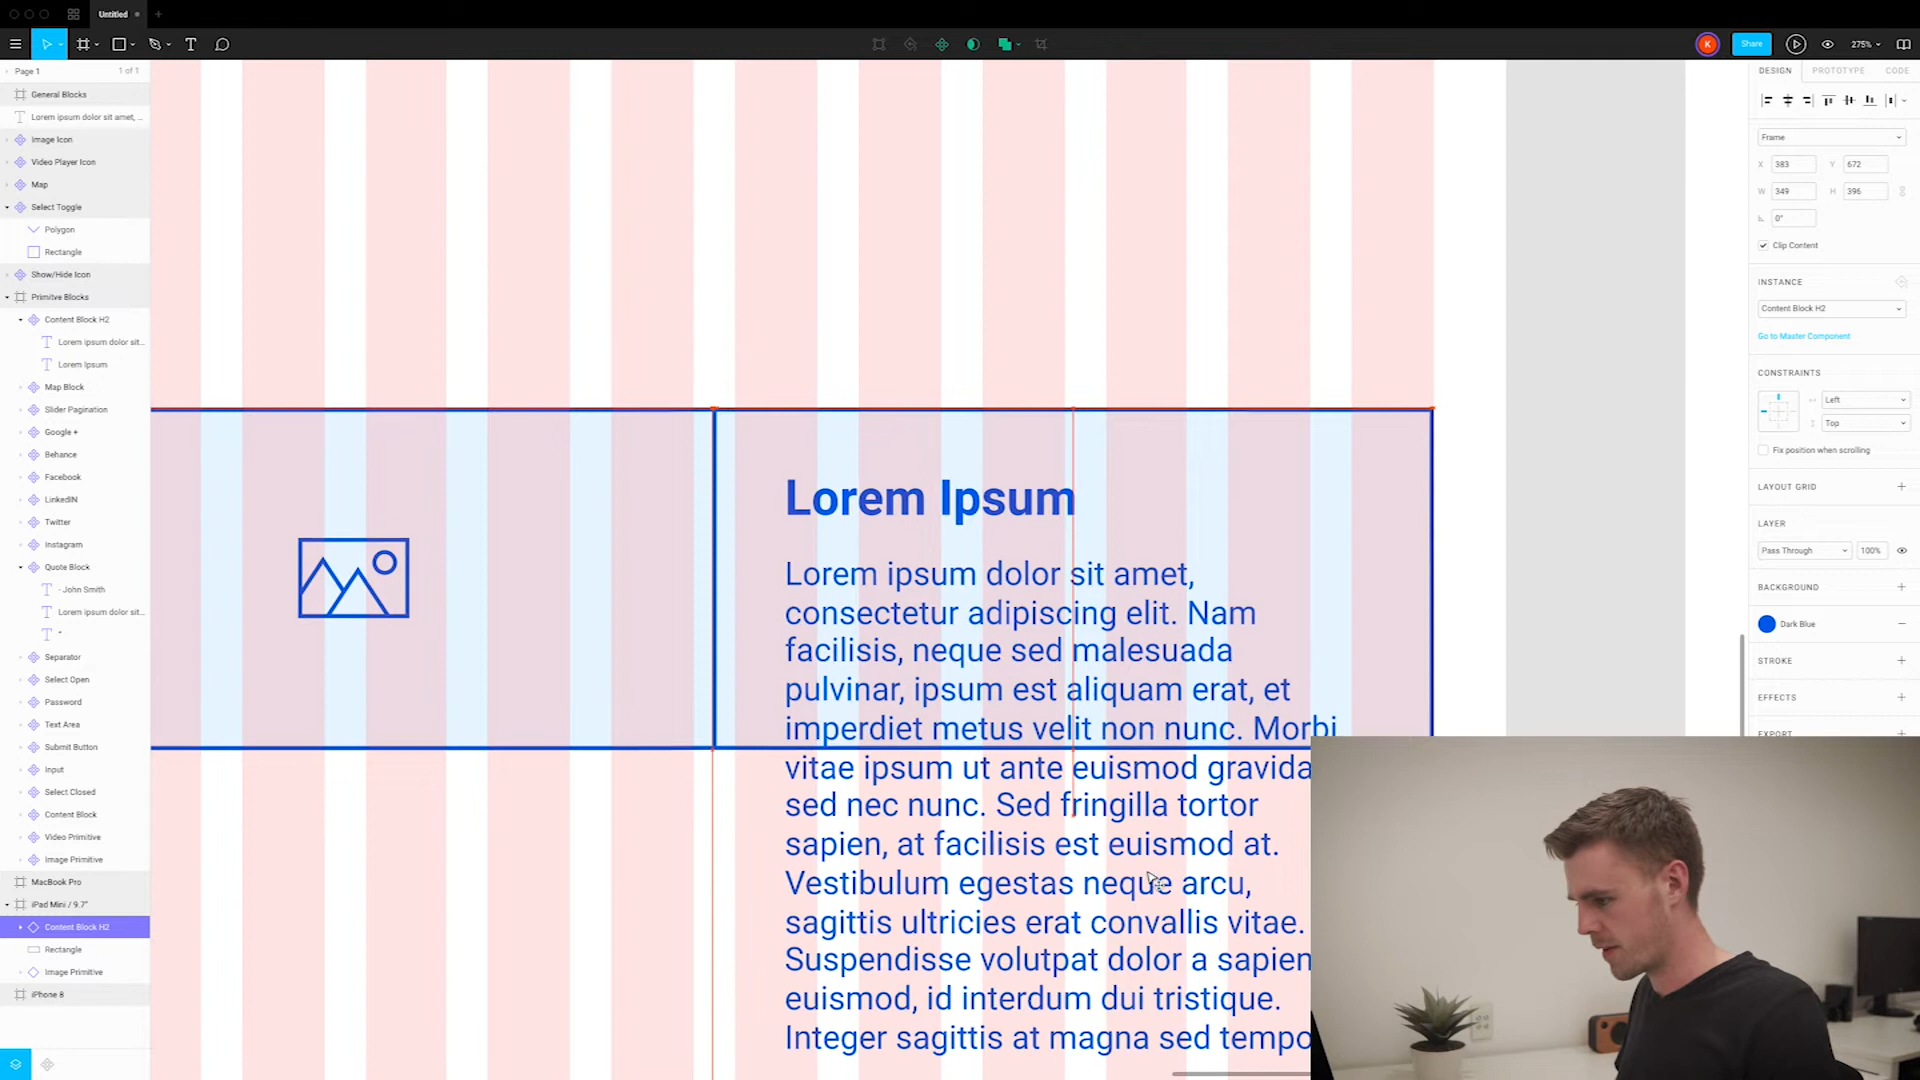 Untitled
Share
275%
K
Page 1
1 of 1
General Blocks
Lorem ipsum dolor sit amet, ...
Image Icon
Video Player Icon
Map
Select Toggle
Polygon
Rectangle
Show/Hide Icon
Primitve Blocks
Content Block H2
Lorem ipsum dolor sit...
Lorem Ipsum
Map Block
Slider Pagination
Google +
Behance
Facebook
LinkedIN
Twitter
Instagram
Quote Block
- John Smith
Lorem ipsum dolor sit...
"
Separator
Select Open
Password
Text Area
Submit Button
Input
Select Closed
Content Block
Video Primitive
Image Primitive
MacBook Pro
iPad Mini / 9.7"
Content Block H2
Rectangle
Image Primitive
iPhone 8
Lorem Ipsum
Lorem ipsum dolor sit amet,
consectetur adipiscing elit. Nam
facilisis, neque sed malesuada
pulvinar, ipsum est aliquam erat, et
imperdiet metus velit non nunc. Morbi
vitae ipsum ut ante euismod gravida
sed nec nunc. Sed fringilla tortor
sapien, at facilisis est euismod at.
Vestibulum egestas neque arcu,
sagittis ultricies erat convallis vitae.
Suspendisse volutpat dolor a sapien
euismod, id interdum dui tristique.
Integer sagittis at magna sed tempo
DESIGN PROTOTYPE CODE
Frame
X 383 Y 672
W 349 H 396
0°
Clip Content
INSTANCE
Content Block H2
Go to Master Component
CONSTRAINTS
Left
Top
Fix position when scrolling
LAYOUT GRID
LAYER
Pass Through 100%
BACKGROUND
Dark Blue
STROKE
EFFECTS
EXPORT